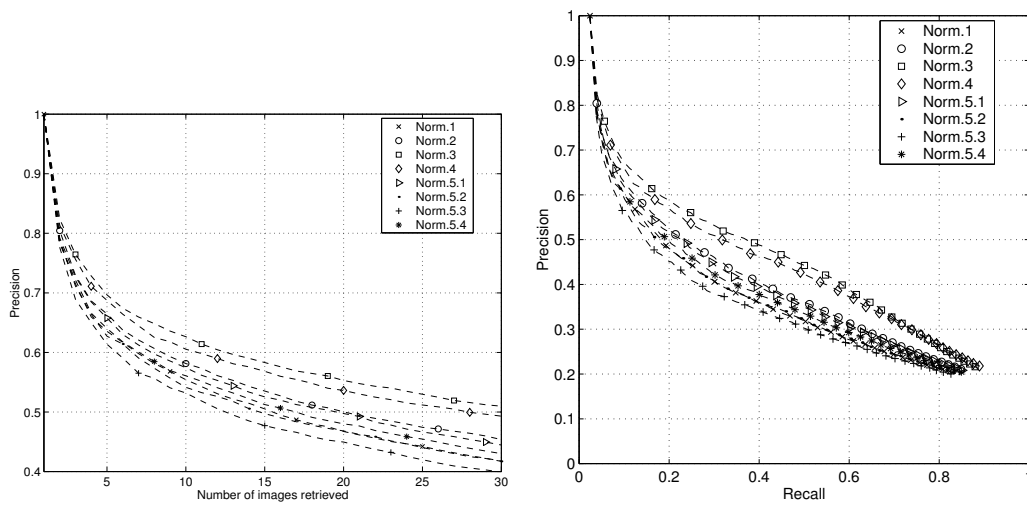 1
0.9
0.8
0.7
0.6
0.5
0.4
Precision
5 10 15 20 25 30
Number of images retrieved
Norm.1
Norm.2
Norm.3
Norm.4
Norm.5.1
Norm.5.2
Norm.5.3
Norm.5.4
1
0.9
0.8
0.7
0.6
0.5
0.4
0.3
0.2
0.1
0
Precision
0 0.2 0.4 0.6 0.8 1
Recall
Norm.1
Norm.2
Norm.3
Norm.4
Norm.5.1
Norm.5.2
Norm.5.3
Norm.5.4